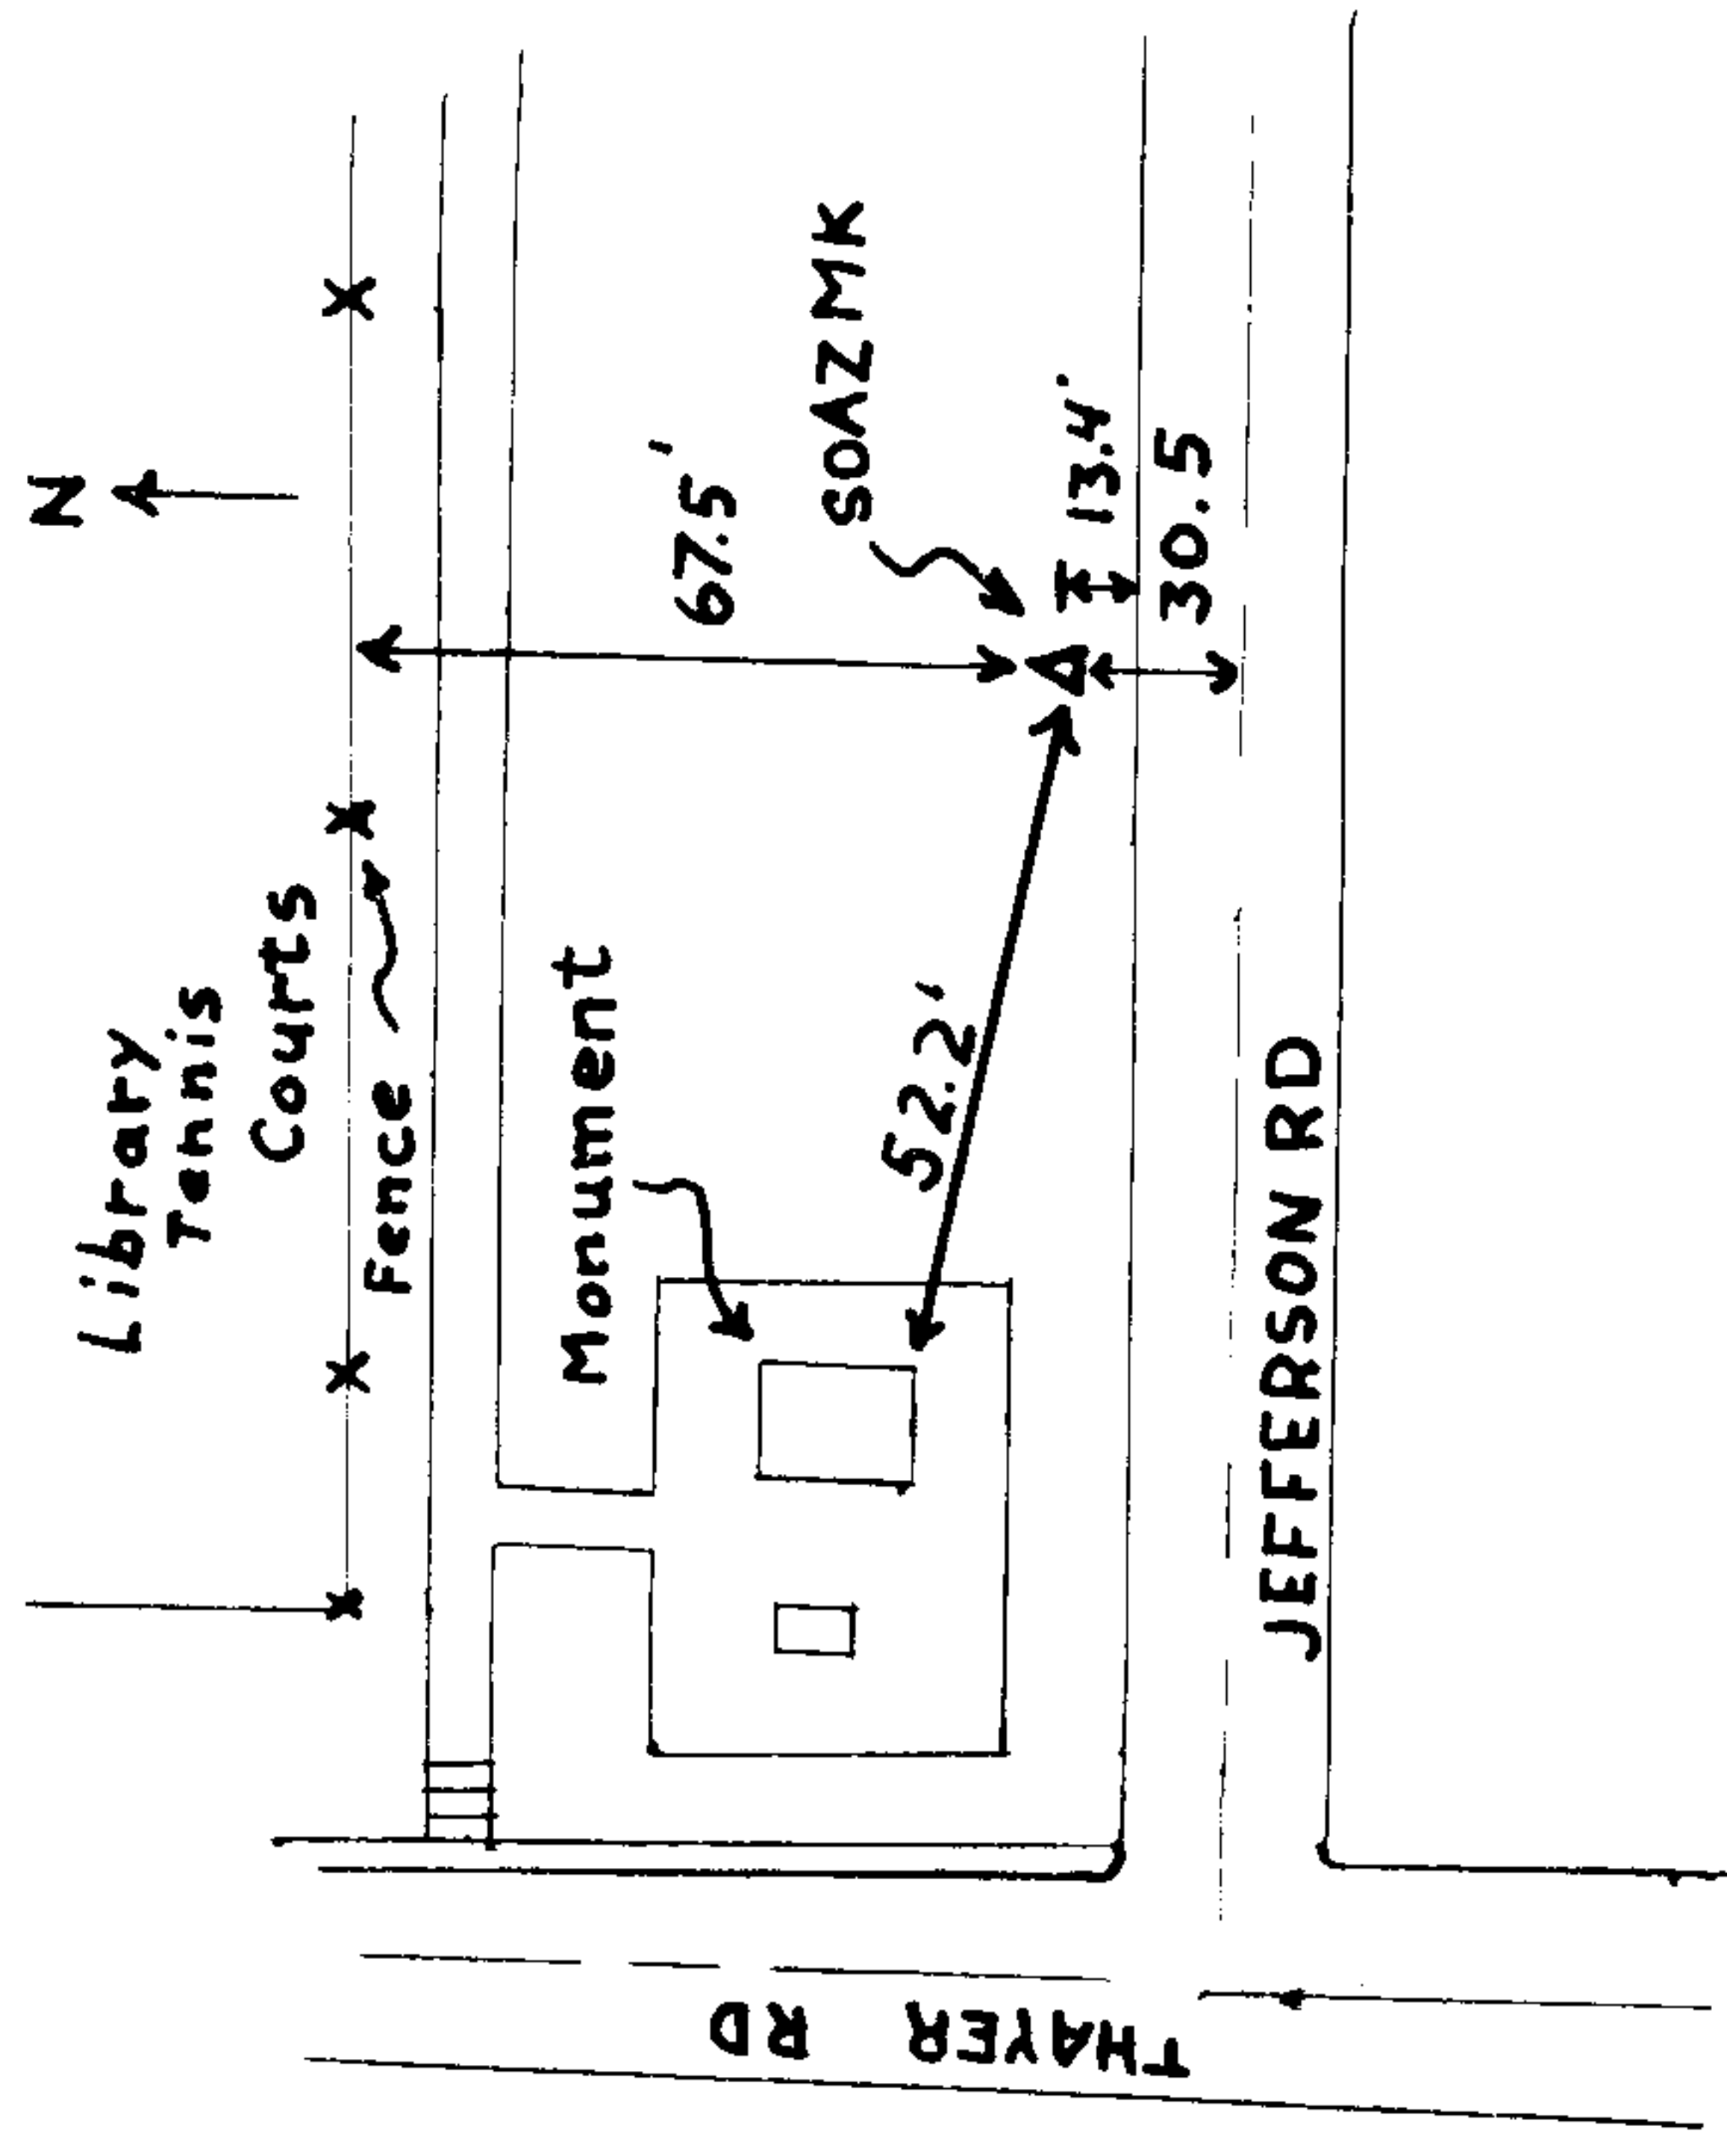 N
Library
Tennis
Courts
Fence
67.5'
Monument
SOAZMK
52.2'
13.4'
30.5
JEFFERSON RD
THAYER RD